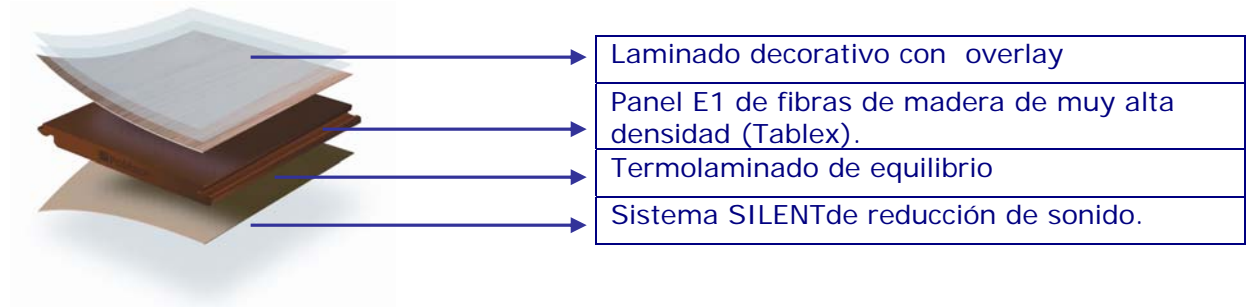 Laminado decorativo con overlay
Panel E1 de fibras de madera de muy alta
densidad (Tablex).
Termolaminado de equilibrio
Sistema SILENTde reducción de sonido.